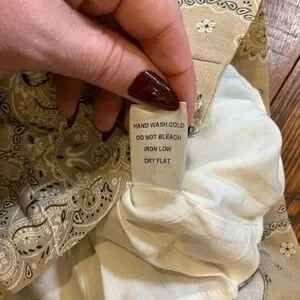 HAND WASH COLD
DO NOT BLEACH
IRON LOW
DRY FLAT